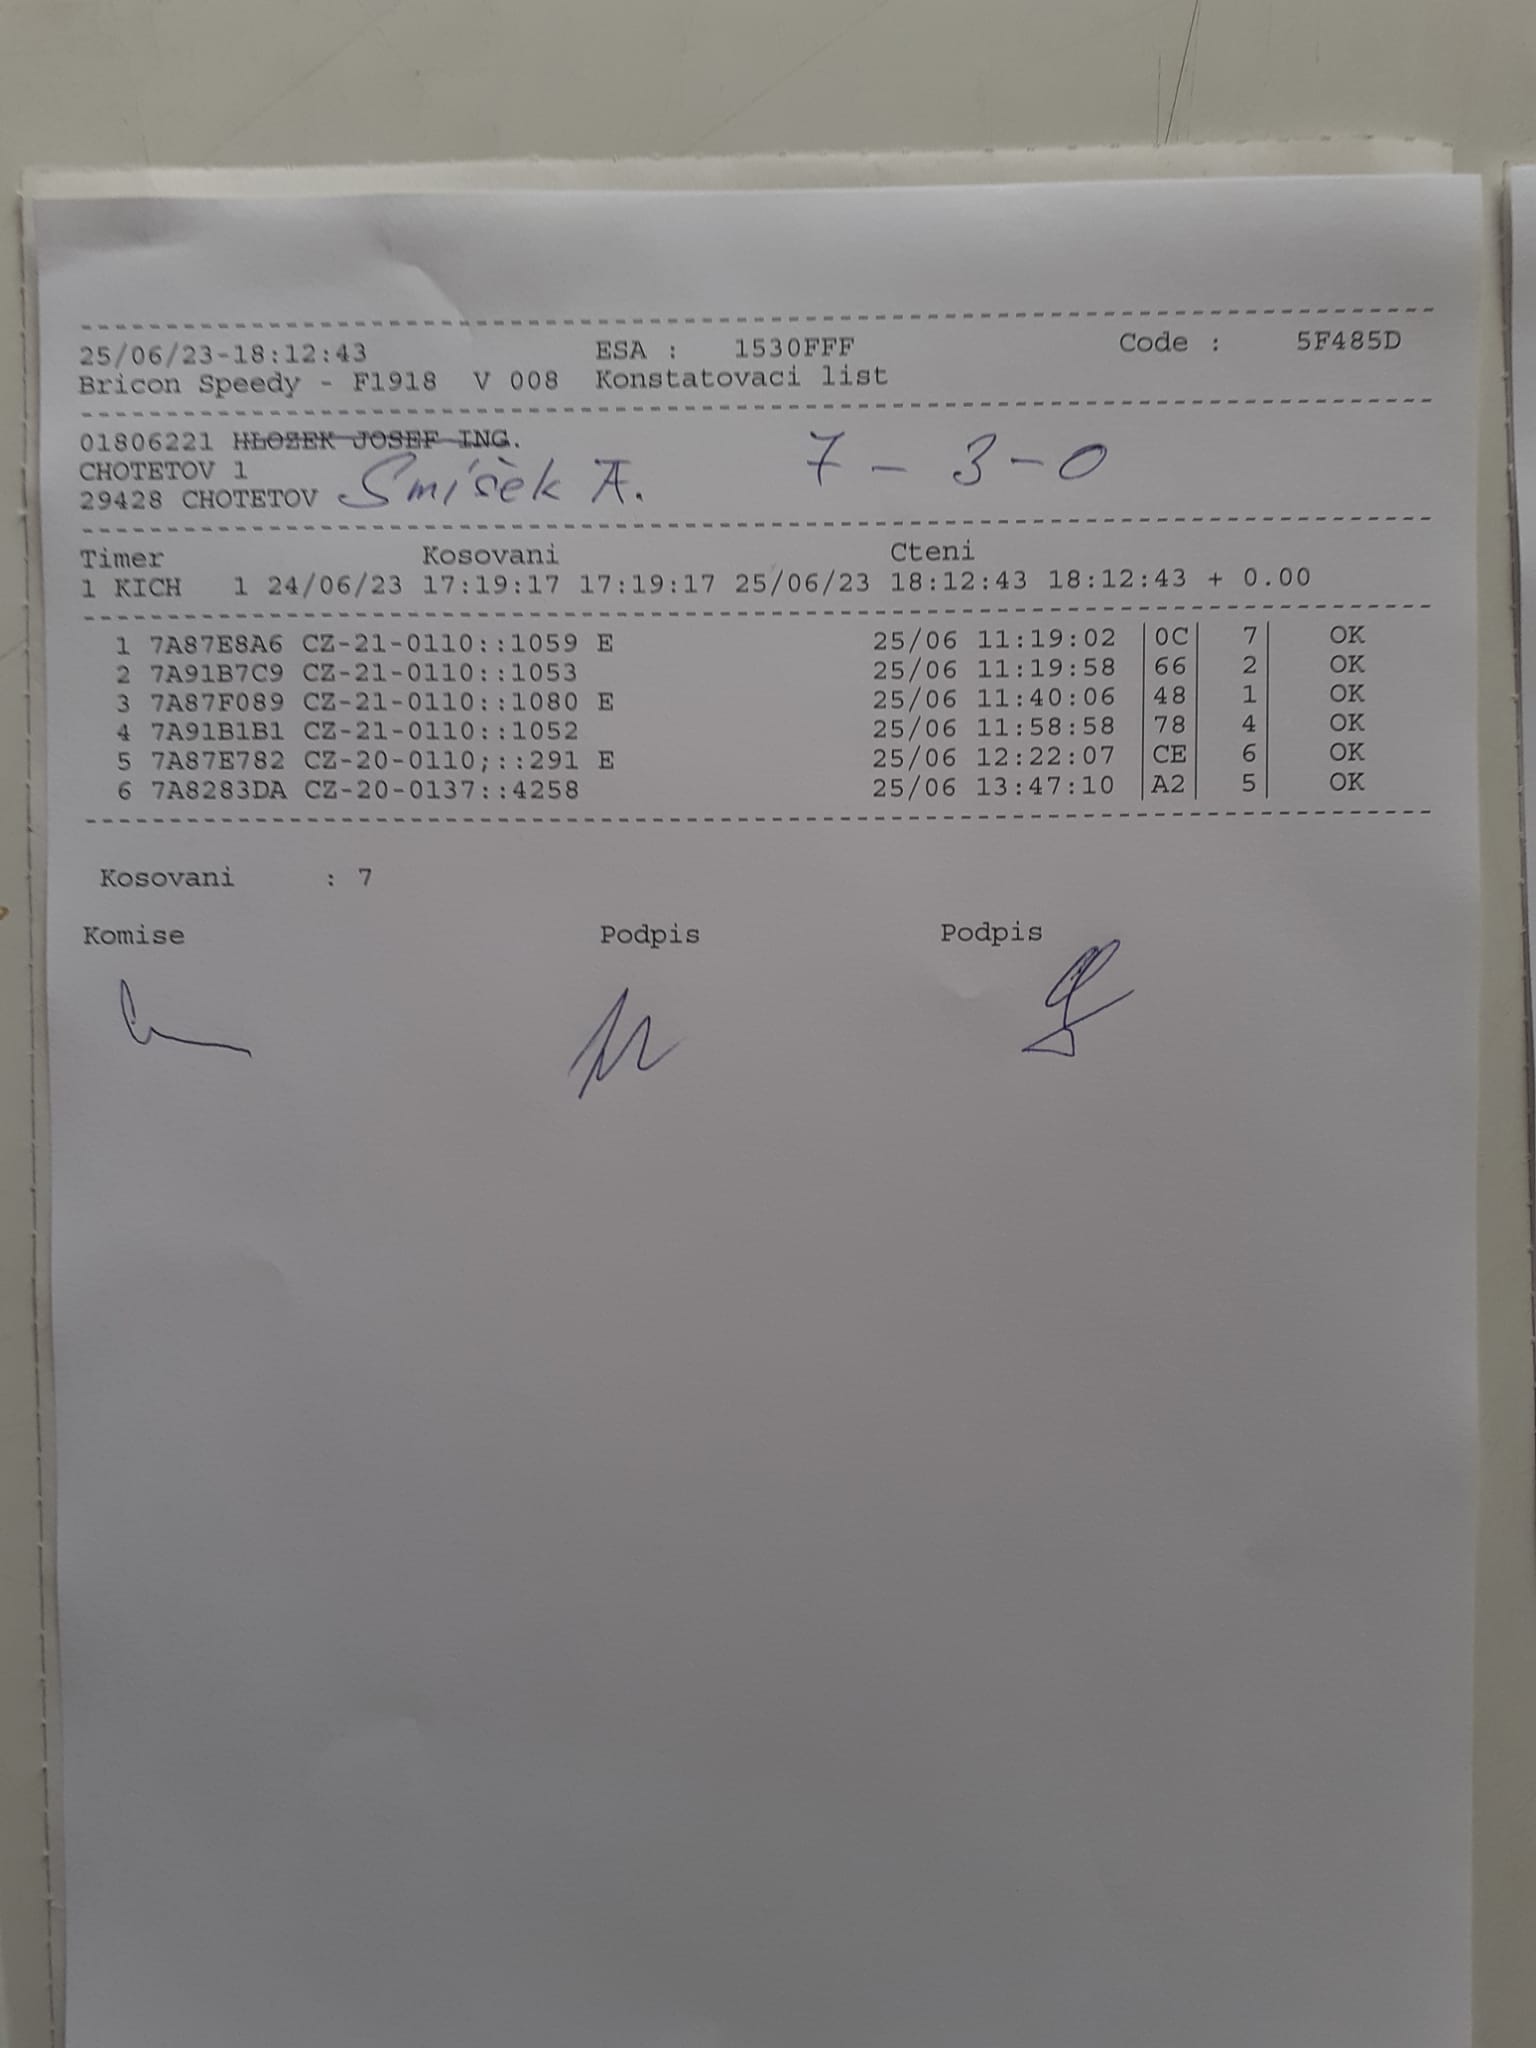 25/06/23-18:12:43 ESA : 1530FFF Code : 5F485D
Bricon Speedy - F1918 V 008 Konstatovaci list
01806221 HLOZEK JOSEF ING.
CHOTETOV 1 7-3-0
29428 CHOTETOV Smíšek A.
Timer Kosovani Cteni
1 KICH 1 24/06/23 17:19:17 17:19:17 25/06/23 18:12:43 18:12:43 + 0.00
1 7A87E8A6 CZ-21-0110::1059 E 25/06 11:19:02 | 0C | 7 | OK
2 7A91B7C9 CZ-21-0110::1053 25/06 11:19:58 | 66 | 2 | OK
3 7A87F089 CZ-21-0110::1080 E 25/06 11:40:06 | 48 | 1 | OK
4 7A91B1B1 CZ-21-0110::1052 25/06 11:58:58 | 78 | 4 | OK
5 7A87E782 CZ-20-0110;::291 E 25/06 12:22:07 | CE | 6 | OK
6 7A8283DA CZ-20-0137::4258 25/06 13:47:10 | A2 | 5 | OK
Kosovani : 7
Komise Podpis Podpis